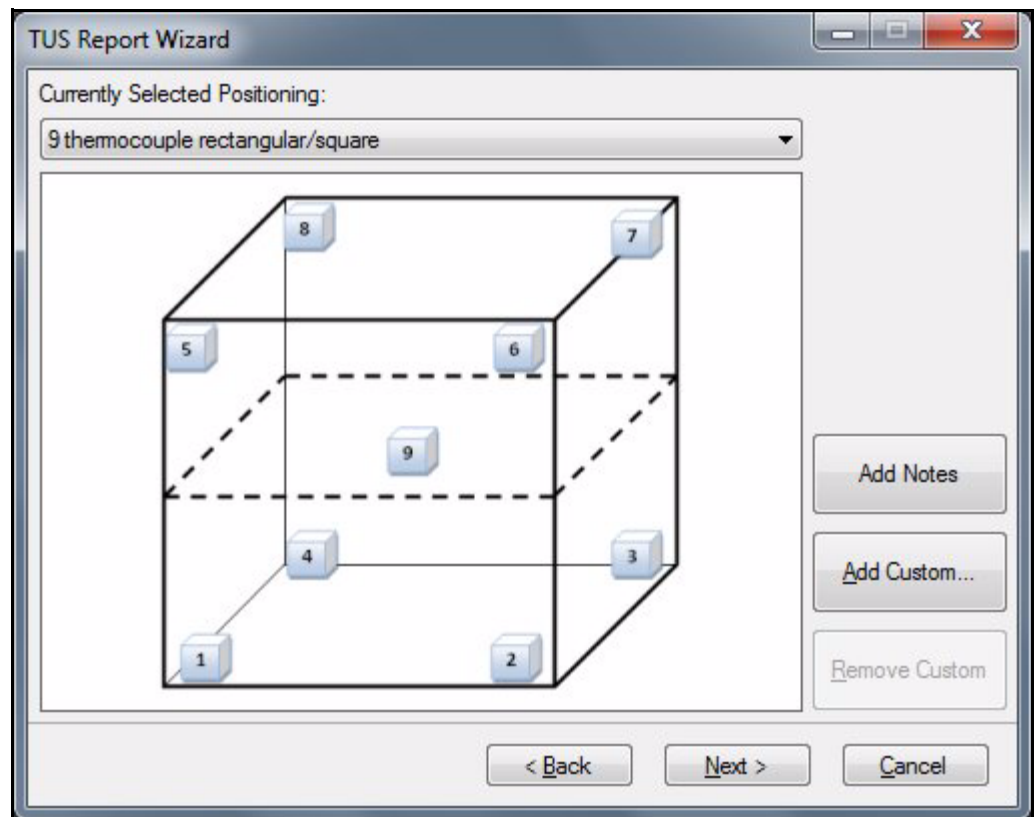 TUS Report Wizard
Currently Selected Positioning:
9 thermocouple rectangular/square
8
7
5
6
9
4
3
1
2
Add Notes
Add Custom...
Remove Custom
< Back
Next >
Cancel